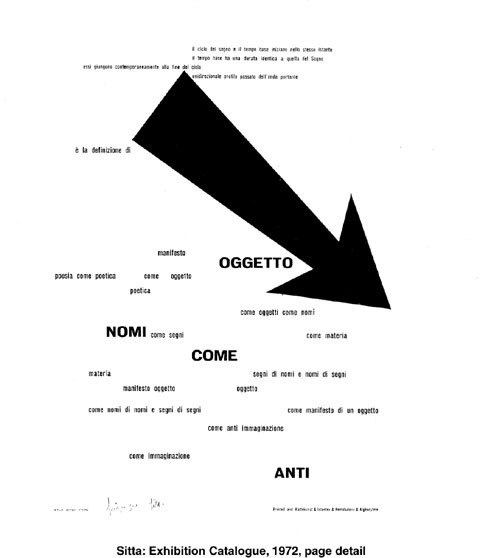 il ciclo del segno e il tempo base iniziano nello stesso istante
il tempo base ha una durata identica a quella del Segno
essi giungono contemporaneamente alla fine del ciclo
unidirezionale profilo passato dell'onda portante
è la definizione di
manifesto
OGGETTO
poesia come poetica come oggetto
poetica
come oggetti come nomi
NOMI come segni come materia
COME
materia segni di nomi e nomi di segni
manifesto oggetto oggetto
come nomi di nomi e segni di segni come manifesto di un oggetto
come anti immaginazione
come immaginazione
ANTI
Sitta: Exhibition Catalogue, 1972, page detail